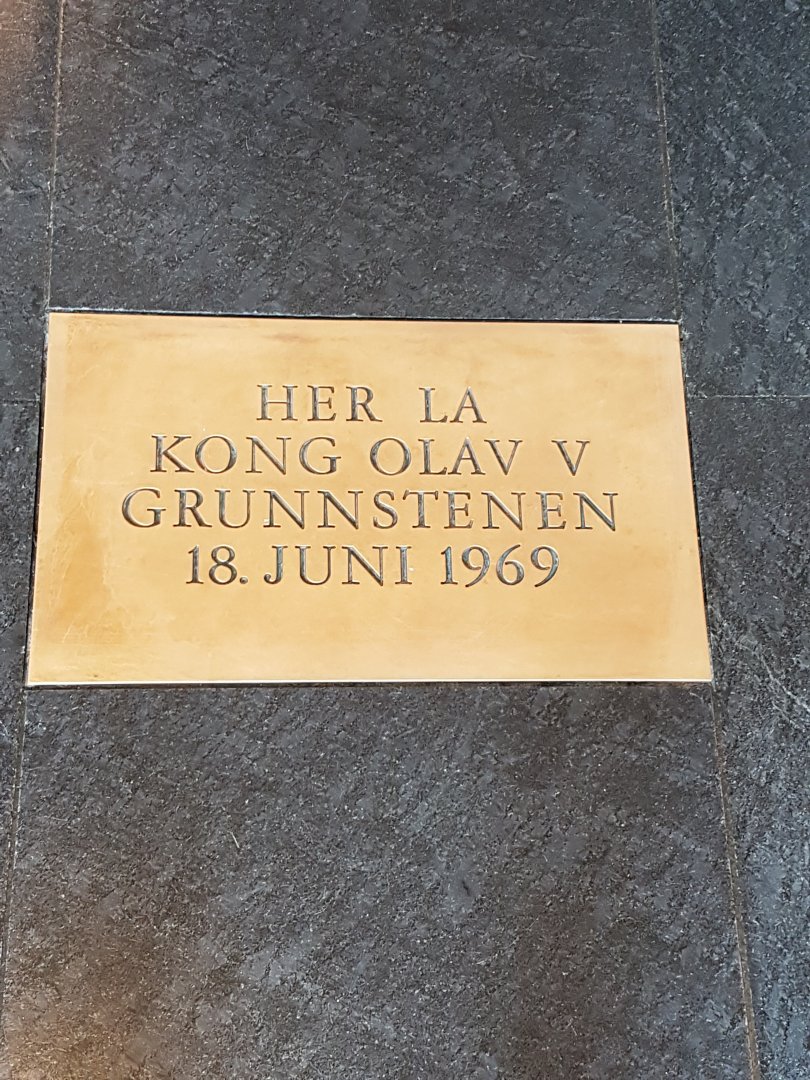 HER LA
KONG OLAV V
GRUNNSTENEN
18. JUNI 1969